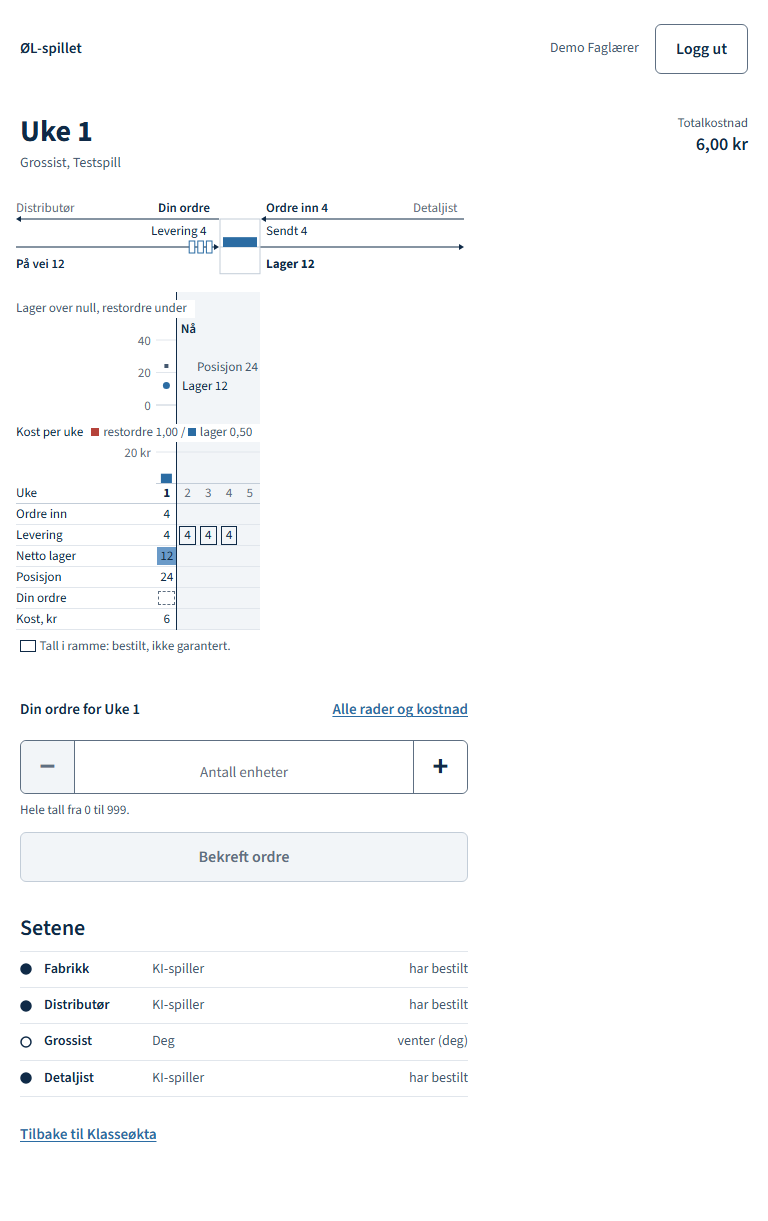 ØL-spillet
Demo Faglærer
Logg ut
Uke 1
Grossist, Testspill
Totalkostnad
6,00 kr
Distributør Din ordre Ordre inn 4 Detaljist
Levering 4 Sendt 4
På vei 12 Lager 12
Lager over null, restordre under
Nå
40
Posisjon 24
20
Lager 12
0
Kost per uke restordre 1,00 / lager 0,50
20 kr
Uke 1 2 3 4 5
Ordre inn 4
Levering 4 4 4 4
Netto lager 12
Posisjon 24
Din ordre
Kost, kr 6
Tall i ramme: bestilt, ikke garantert.
Din ordre for Uke 1
Alle rader og kostnad
− Antall enheter +
Hele tall fra 0 til 999.
Bekreft ordre
Setene
Fabrikk KI-spiller har bestilt
Distributør KI-spiller har bestilt
Grossist Deg venter (deg)
Detaljist KI-spiller har bestilt
Tilbake til Klasseøkta